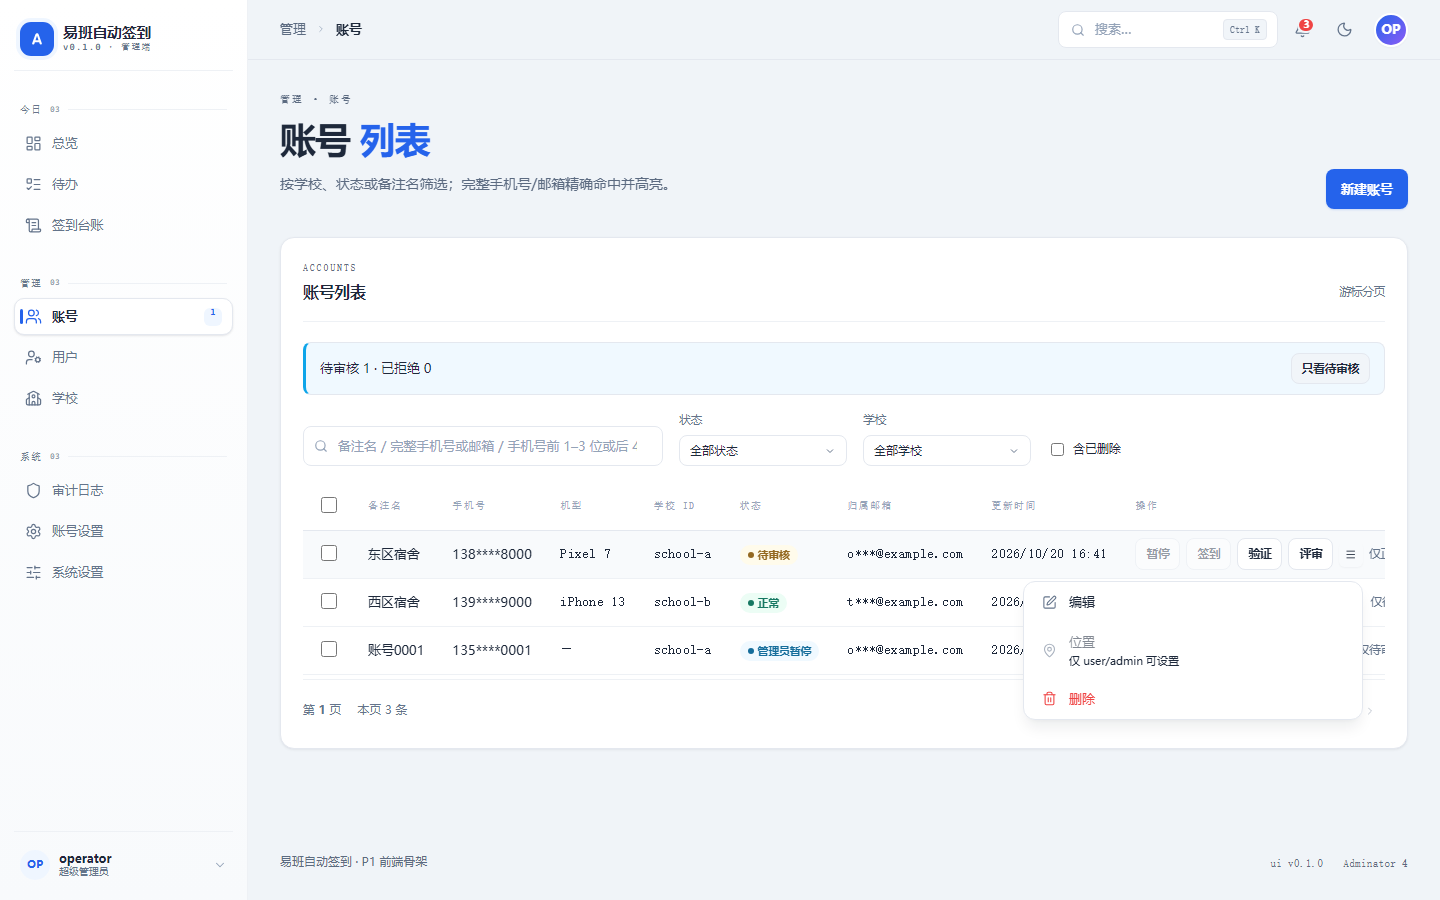 A
易班自动签到
v0.1.0 · 管理端
管理 › 账号
搜索... Ctrl K
3
OP
今日 03
总览
待办
签到台账
管理 03
账号 1
用户
学校
系统 03
审计日志
账号设置
系统设置
OP
operator
超级管理员
管理 · 账号
账号 列表
按学校、状态或备注名筛选；完整手机号/邮箱精确命中并高亮。
新建账号
ACCOUNTS
账号列表
游标分页
待审核 1 · 已拒绝 0
只看待审核
状态
学校
备注名 / 完整手机号或邮箱 / 手机号前 1–3 位或后
全部状态
全部学校
含已删除
备注名 手机号 机型 学校 ID 状态 归属邮箱 更新时间 操作
东区宿舍 138****8000 Pixel 7 school-a 待审核 o***@example.com 2026/10/20 16:41 暂停 签到 验证 评审 仅
西区宿舍 139****9000 iPhone 13 school-b 正常 t***@example.com 2026/ 仅
账号0001 135****0001 — school-a 管理员暂停 o***@example.com 2026/ 仅待
编辑
位置
仅 user/admin 可设置
删除
第 1 页 本页 3 条
易班自动签到 · P1 前端骨架
ui v0.1.0 Adminator 4